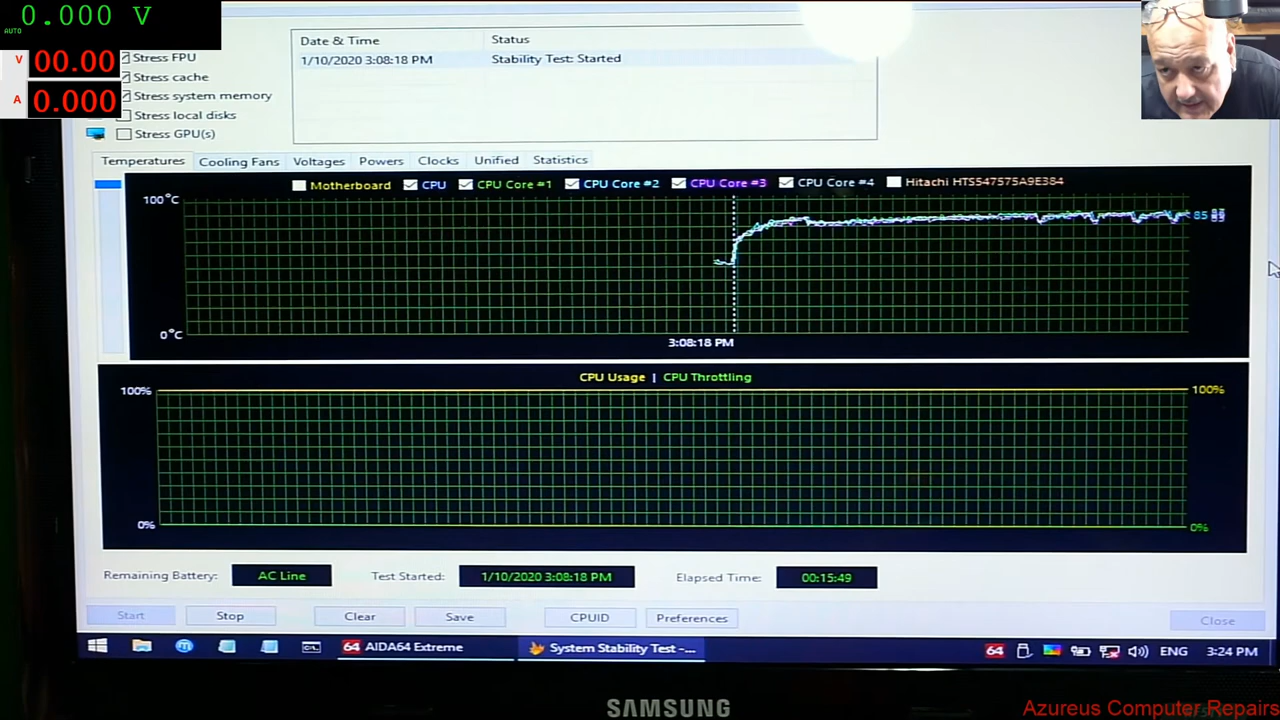 0.000 V
AUTO
V 00.00
A 0.000
Stress FPU
Stress cache
Stress system memory
Stress local disks
Stress GPU(s)
Date & Time Status
1/10/2020 3:08:18 PM Stability Test: Started
Temperatures Cooling Fans Voltages Powers Clocks Unified Statistics
Motherboard CPU CPU Core #1 CPU Core #2 CPU Core #3 CPU Core #4 Hitachi HTS547575A9E384
100°C
85
0°C
3:08:18 PM
CPU Usage | CPU Throttling
100% 100%
0% 0%
Remaining Battery: AC Line Test Started: 1/10/2020 3:08:18 PM Elapsed Time: 00:15:49
Start Stop Clear Save CPUID Preferences Close
64 AIDA64 Extreme System Stability Test -... 64 ENG 3:24 PM
SAMSUNG
Azureus Computer Repairs